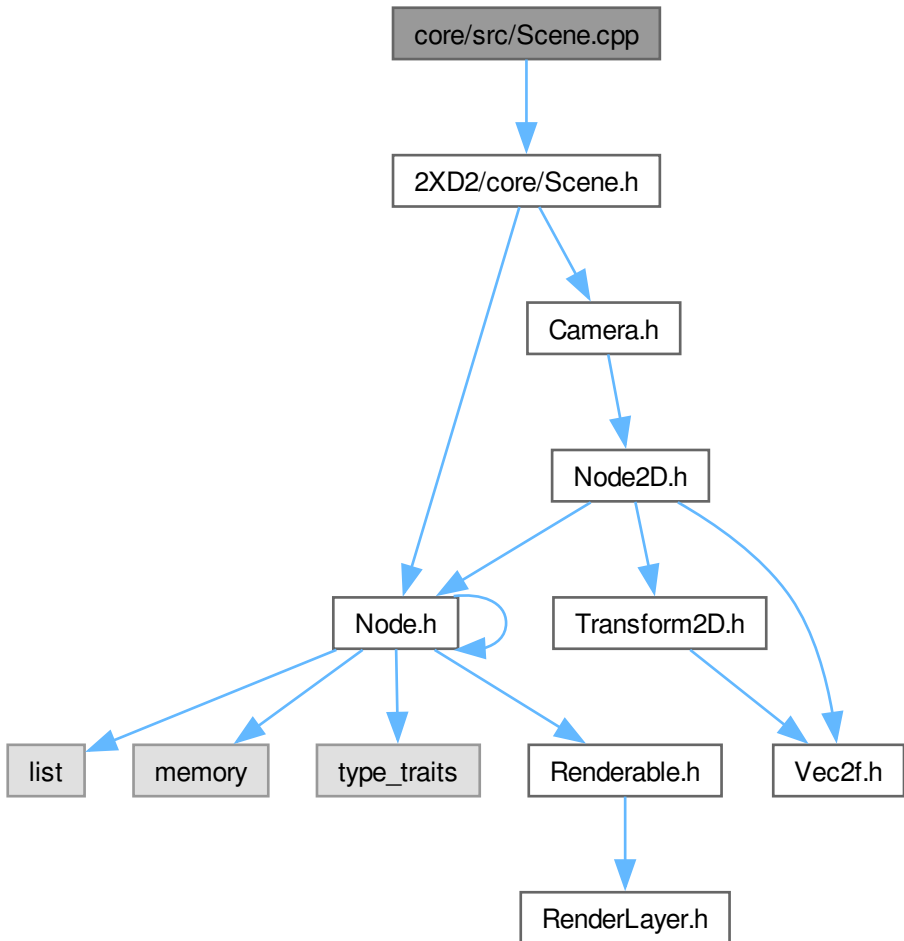 core/src/Scene.cpp
2XD2/core/Scene.h
Camera.h
Node2D.h
Node.h
Transform2D.h
list
memory
type_traits
Renderable.h
Vec2f.h
RenderLayer.h